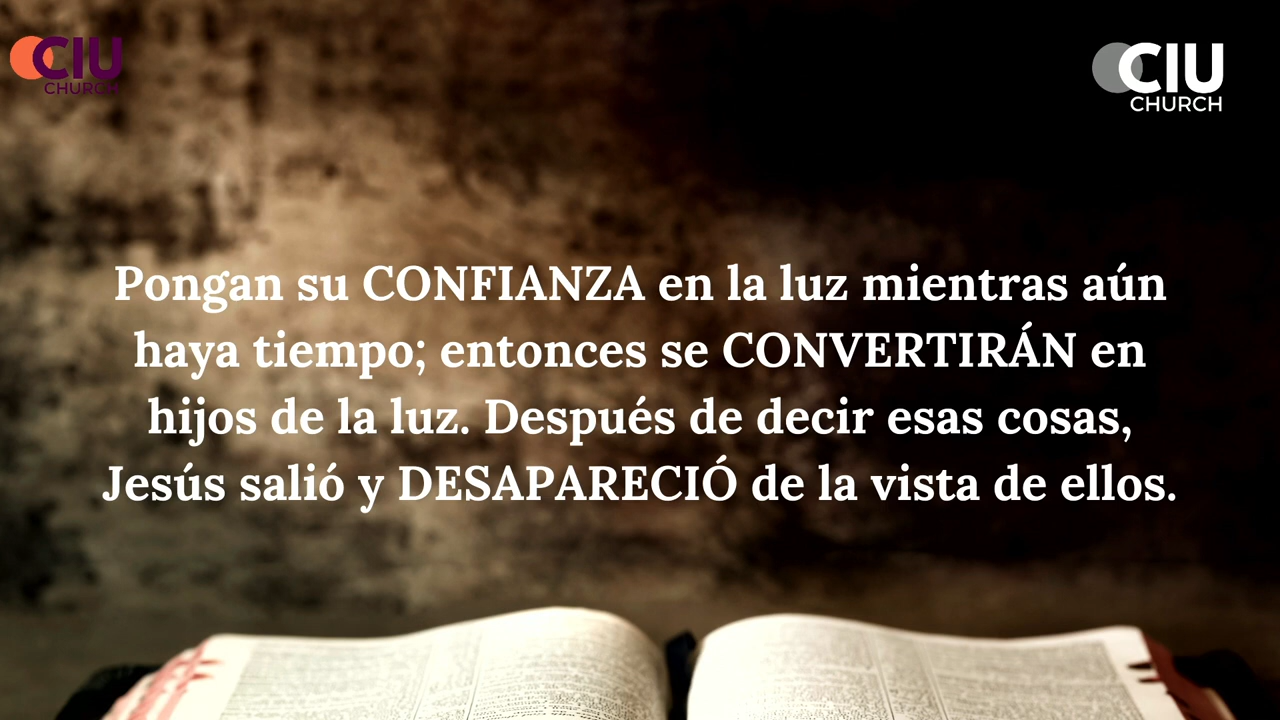 CIU
CHURCH
CIU
CHURCH
Pongan su CONFIANZA en la luz mientras aún
haya tiempo; entonces se CONVERTIRÁN en
hijos de la luz. Después de decir esas cosas,
Jesús salió y DESAPARECIÓ de la vista de ellos.